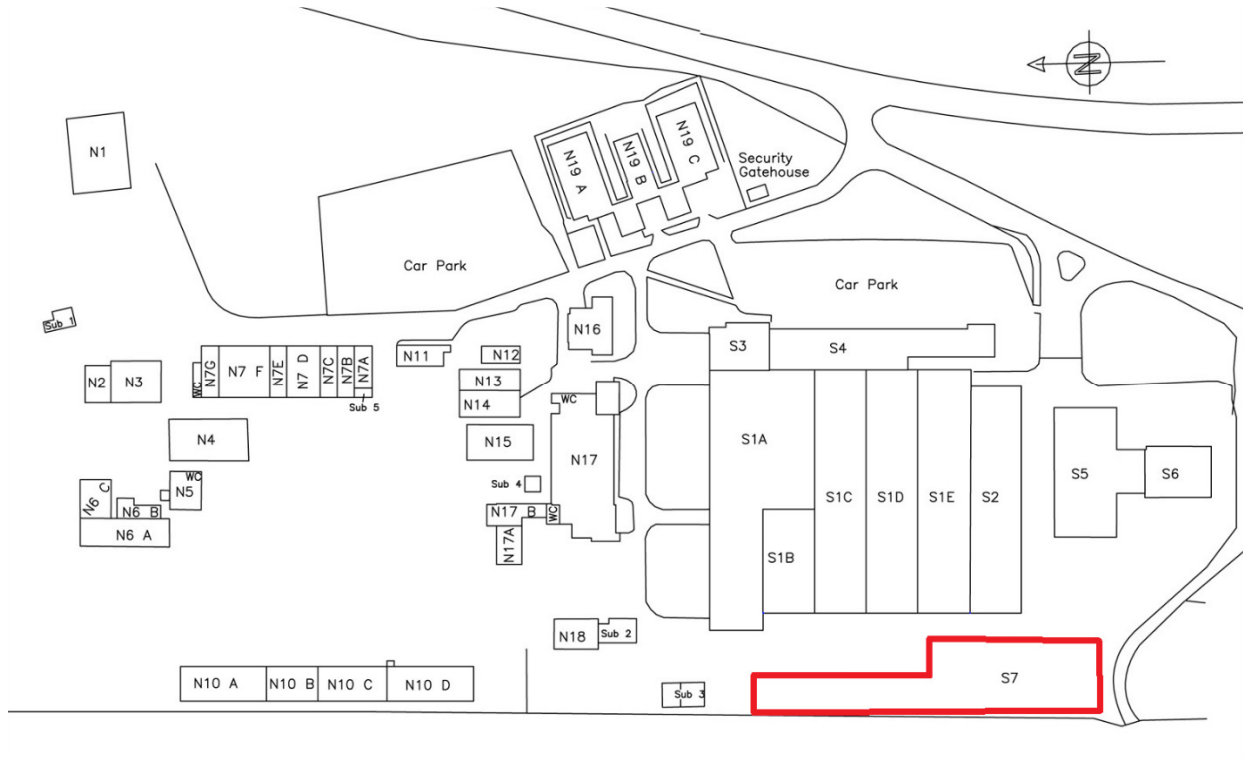 N
N1
N19 A
N19 B
N19 C
Security
Gatehouse
Car Park
Car Park
Sub 1
N16
N2
N3
WC
N7G
N7 F
N7E
N7 D
N7C
N7B
N7A
Sub 5
N11
N12
N13
N14
S3
S4
WC
N4
N15
N17
S1A
S1C
S1D
S1E
S2
S5
S6
N6 C
WC
N5
Sub 4
N6 B
N17 B
WC
N6 A
N17A
S1B
N18
Sub 2
N10 A
N10 B
N10 C
N10 D
Sub 3
S7